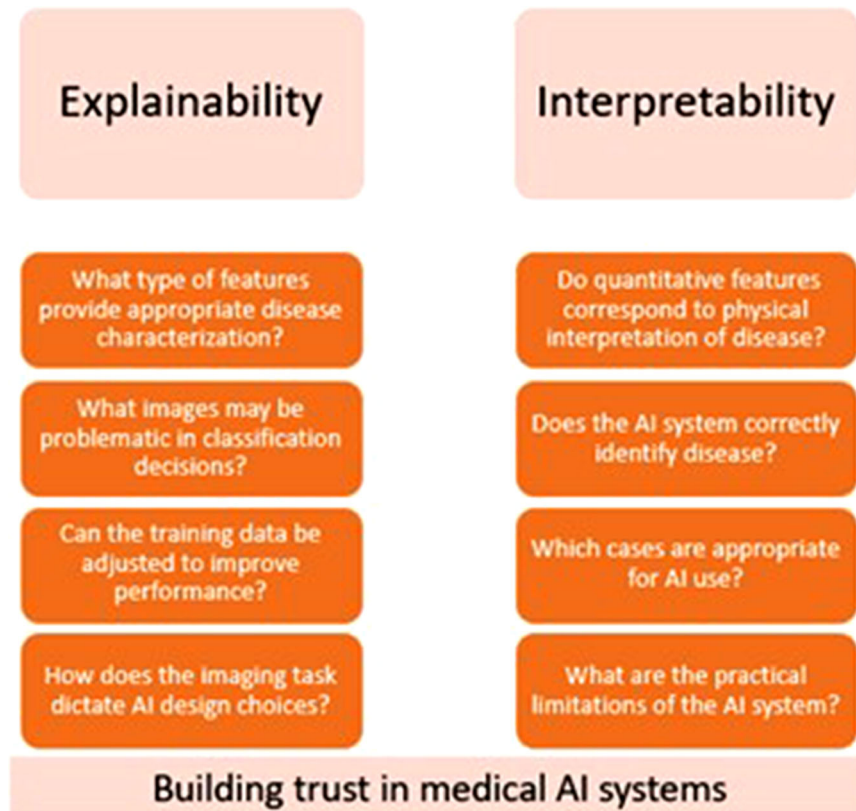 Explainability
What type of features
provide appropriate disease
characterization?
What images may be
problematic in classification
decisions?
Can the training data be
adjusted to improve
performance?
How does the imaging task
dictate AI design choices?
Interpretability
Do quantitative features
correspond to physical
interpretation of disease?
Does the AI system correctly
identify disease?
Which cases are appropriate
for AI use?
What are the practical
limitations of the AI system?
Building trust in medical AI systems